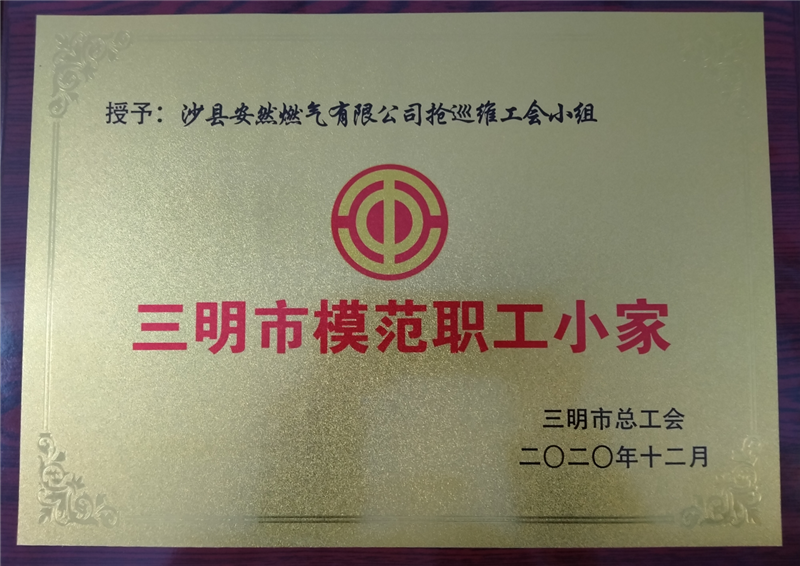 授予：沙县安然燃气有限公司抢巡维工会小组
三明市模范职工小家
三明市总工会
二〇二〇年十二月